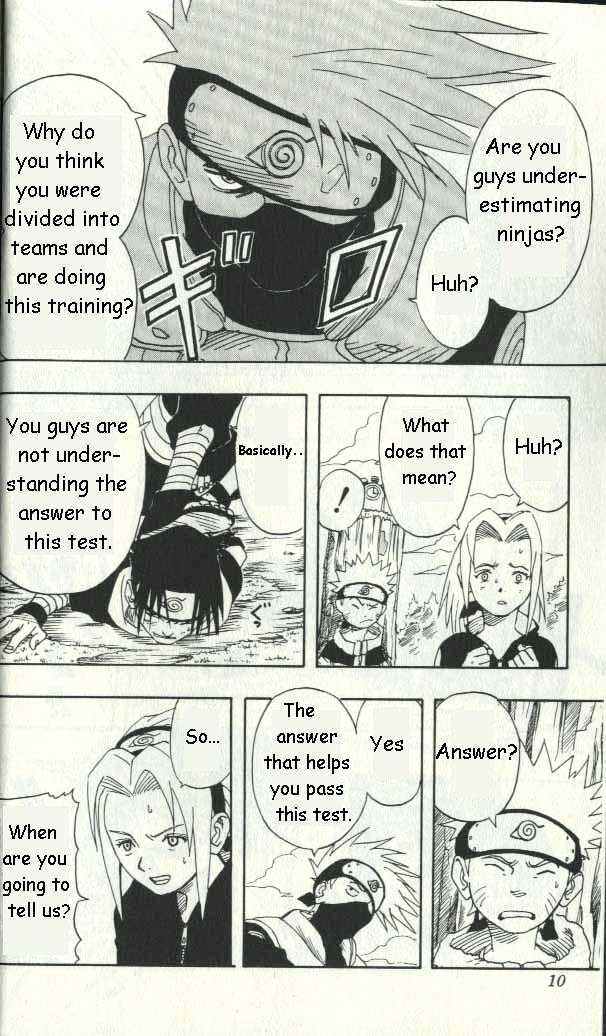 Are you
guys under-
estimating
ninjas?
Huh?
Why do
you think
you were
divided into
teams and
are doing
this training?
ギロ
Huh?
What
does that
mean?
!
Basically..
You guys are
not under-
standing the
answer to
this test.
ぐ
Answer?
Yes
The
answer
that helps
you pass
this test.
So...
When
are you
going to
tell us?
10